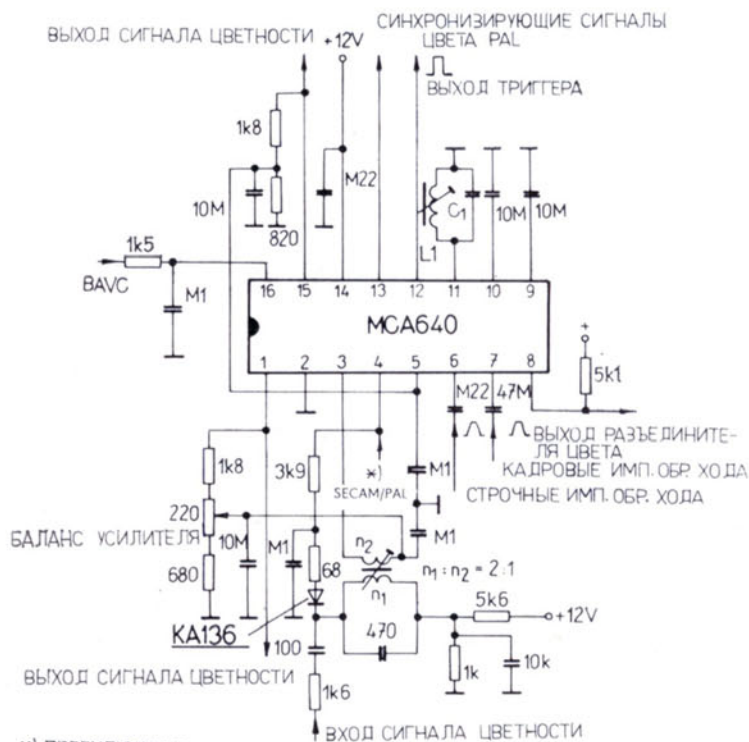 ВЫХОД СИГНАЛА ЦВЕТНОСТИ
+12V
СИНХРОНИЗИРУЮЩИЕ СИГНАЛЫ
ЦВЕТА PAL
ВЫХОД ТРИГГЕРА
1k8
M22
10M
820
L1
C1
10M
10M
1k5
BAVC
M1
16 15 14 13 12 11 10 9
MCA640
1 2 3 4 5 6 7 8
+
5k1
M22
47M
ВЫХОД РАЗЪЕДИНИТЕ-
ЛЯ ЦВЕТА
КАДРОВЫЕ ИМП. ОБР. ХОДА
СТРОЧНЫЕ ИМП. ОБР. ХОДА
1k8
3k9
*)
SECAM/PAL
M1
220
БАЛАНС УСИЛИТЕЛЯ
10M
M1
M1
n2
n1 : n2 = 2:1
680
68
n1
5k6
+12V
KA136
470
100
1k
10k
ВЫХОД СИГНАЛА ЦВЕТНОСТИ
1k6
ВХОД СИГНАЛА ЦВЕТНОСТИ